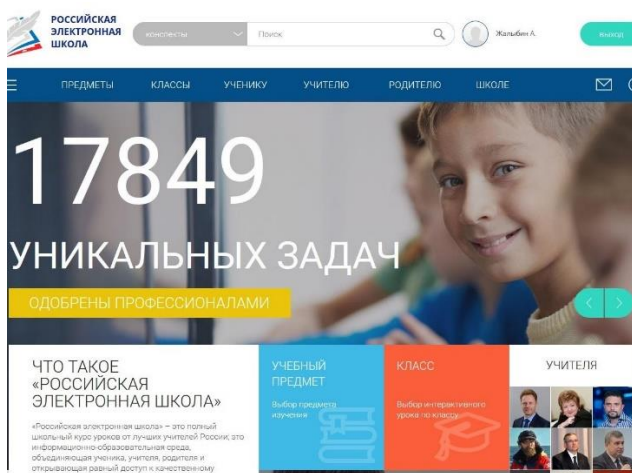 РОССИЙСКАЯ
ЭЛЕКТРОННАЯ
ШКОЛА
конспекты
Поиск
Жалыбин А.
Выход
ПРЕДМЕТЫ КЛАССЫ УЧЕНИКУ УЧИТЕЛЮ РОДИТЕЛЮ ШКОЛЕ
17849
УНИКАЛЬНЫХ ЗАДАЧ
ОДОБРЕНЫ ПРОФЕССИОНАЛАМИ
ЧТО ТАКОЕ
«РОССИЙСКАЯ
ЭЛЕКТРОННАЯ ШКОЛА»
«Российская электронная школа» – это полный
школьный курс уроков от лучших учителей России; это
информационно-образовательная среда,
объединяющая ученика, учителя, родителя и
открывающая равный доступ к качественному
УЧЕБНЫЙ
ПРЕДМЕТ
Выбор предмета
изучения
КЛАСС
Выбор интерактивного
урока по классу
УЧИТЕЛЯ